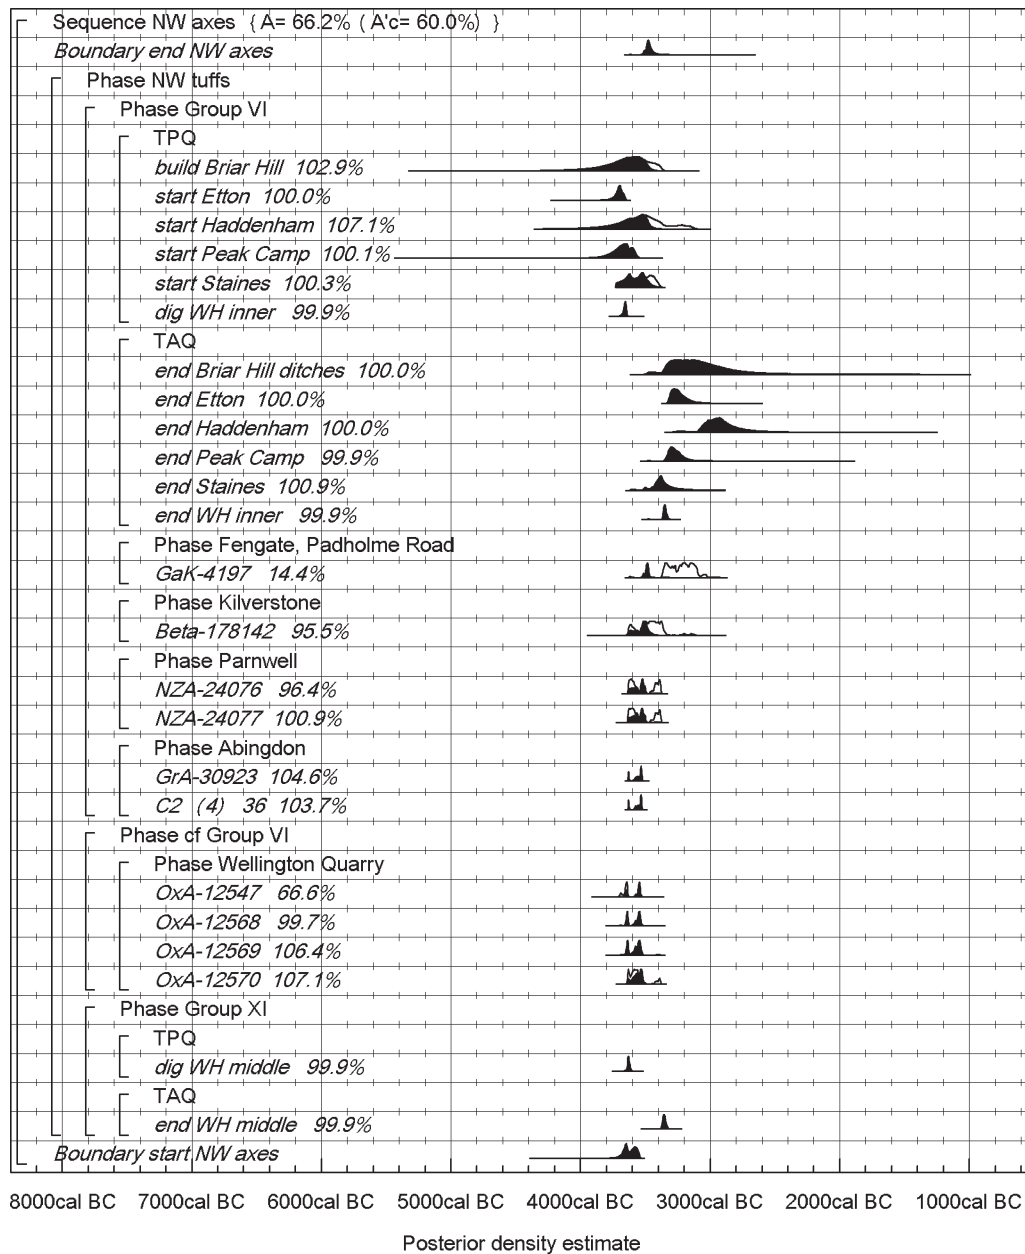 Sequence NW axes { A= 66.2% ( A'c= 60.0%) }
Boundary end NW axes
Phase NW tuffs
Phase Group VI
TPQ
build Briar Hill 102.9%
start Etton 100.0%
start Haddenham 107.1%
start Peak Camp 100.1%
start Staines 100.3%
dig WH inner 99.9%
TAQ
end Briar Hill ditches 100.0%
end Etton 100.0%
end Haddenham 100.0%
end Peak Camp 99.9%
end Staines 100.9%
end WH inner 99.9%
Phase Fengate, Padholme Road
GaK-4197 14.4%
Phase Kilverstone
Beta-178142 95.5%
Phase Parnwell
NZA-24076 96.4%
NZA-24077 100.9%
Phase Abingdon
GrA-30923 104.6%
C2 (4) 36 103.7%
Phase cf Group VI
Phase Wellington Quarry
OxA-12547 66.6%
OxA-12568 99.7%
OxA-12569 106.4%
OxA-12570 107.1%
Phase Group XI
TPQ
dig WH middle 99.9%
TAQ
end WH middle 99.9%
Boundary start NW axes
8000cal BC 7000cal BC 6000cal BC 5000cal BC 4000cal BC 3000cal BC 2000cal BC 1000cal BC
Posterior density estimate